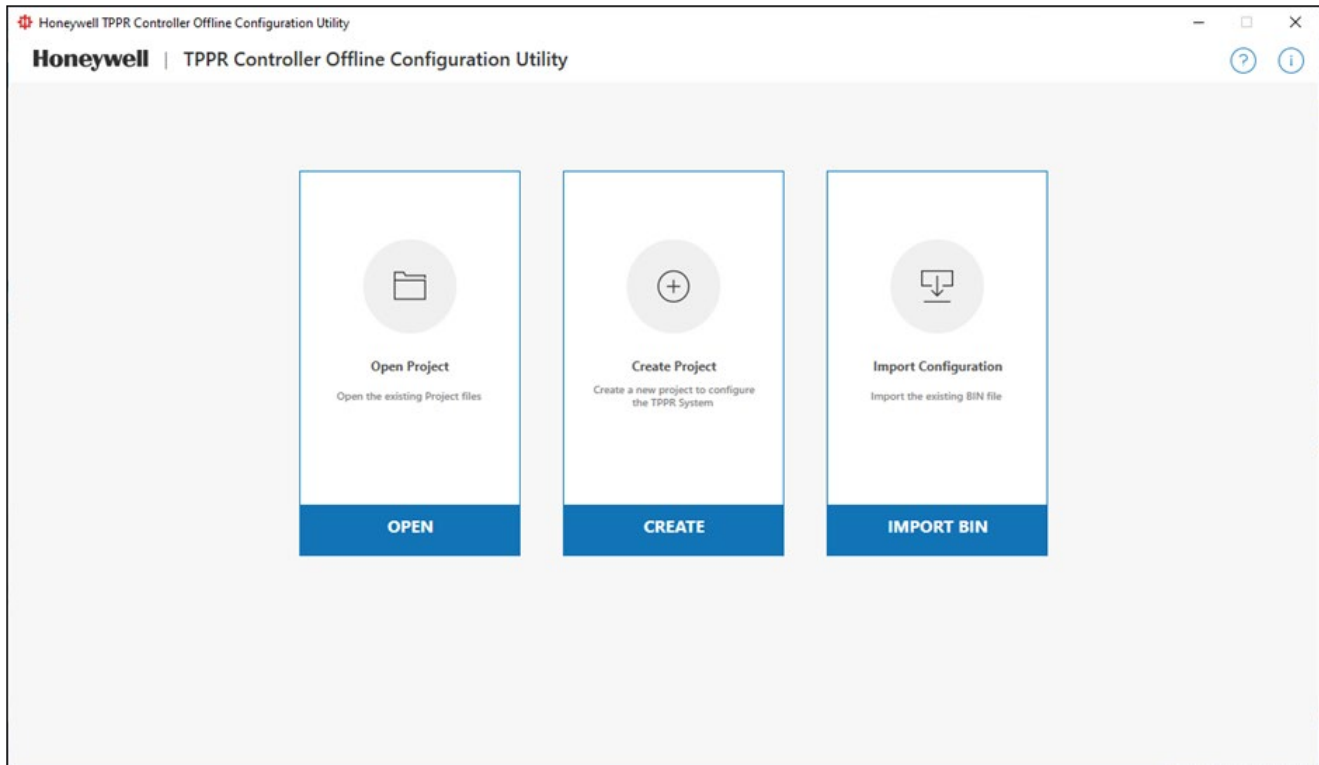 Honeywell TPPR Controller Offline Configuration Utility
Honeywell | TPPR Controller Offline Configuration Utility
Open Project
Open the existing Project files
OPEN
Create Project
Create a new project to configure
the TPPR System
CREATE
Import Configuration
Import the existing BIN file
IMPORT BIN